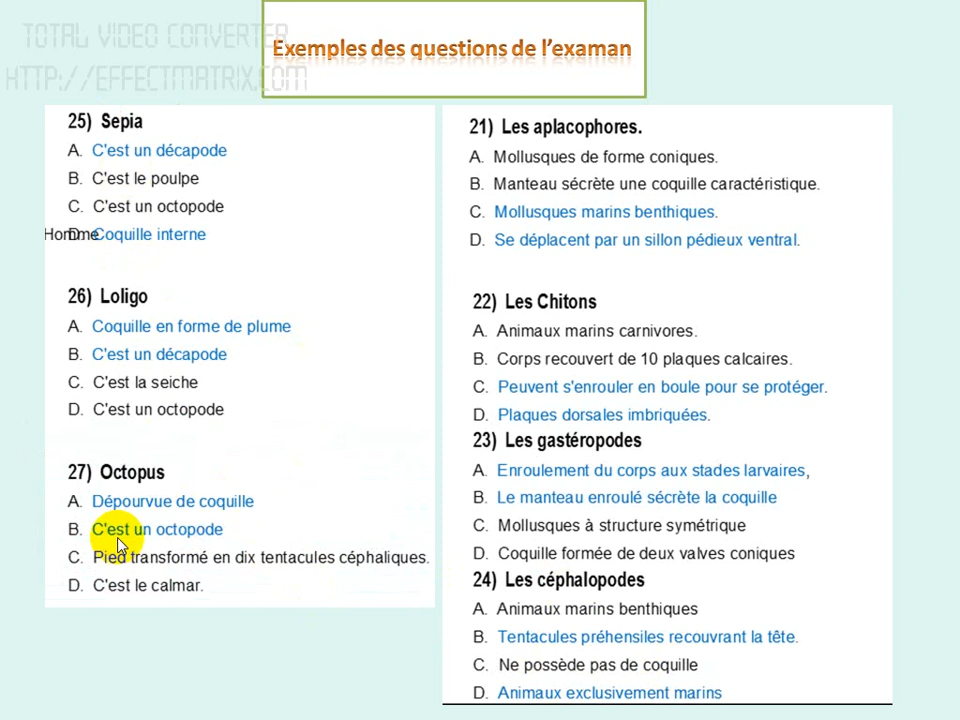 TOTAL VIDEO CONVERTER
HTTP://EFFECTMATRIX.COM
Exemples des questions de l'examan
25) Sepia
A. C'est un décapode
B. C'est le poulpe
C. C'est un octopode
Homme
D. Coquille interne
26) Loligo
A. Coquille en forme de plume
B. C'est un décapode
C. C'est la seiche
D. C'est un octopode
27) Octopus
A. Dépourvue de coquille
B. C'est un octopode
C. Pied transformé en dix tentacules céphaliques.
D. C'est le calmar.
21) Les aplacophores.
A. Mollusques de forme coniques.
B. Manteau sécrète une coquille caractéristique.
C. Mollusques marins benthiques.
D. Se déplacent par un sillon pédieux ventral.
22) Les Chitons
A. Animaux marins carnivores.
B. Corps recouvert de 10 plaques calcaires.
C. Peuvent s'enrouler en boule pour se protéger.
D. Plaques dorsales imbriquées.
23) Les gastéropodes
A. Enroulement du corps aux stades larvaires,
B. Le manteau enroulé sécrète la coquille
C. Mollusques à structure symétrique
D. Coquille formée de deux valves coniques
24) Les céphalopodes
A. Animaux marins benthiques
B. Tentacules préhensiles recouvrant la tête.
C. Ne possède pas de coquille
D. Animaux exclusivement marins